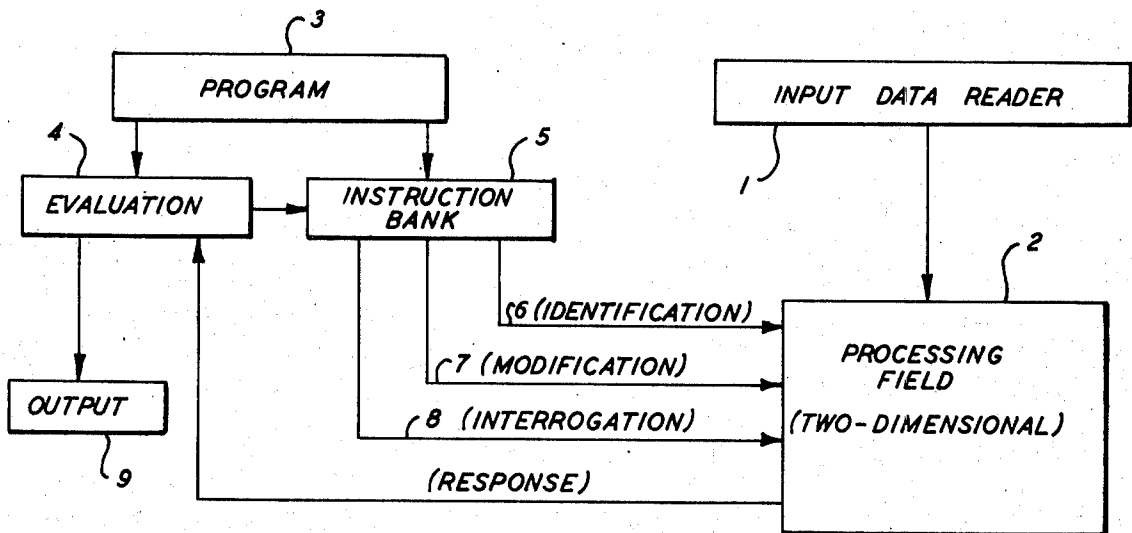 3
PROGRAM
INPUT DATA READER
1
4
EVALUATION
5
INSTRUCTION
BANK
2
6 (IDENTIFICATION)
7 (MODIFICATION)
8 (INTERROGATION)
(RESPONSE)
PROCESSING
FIELD
(TWO-DIMENSIONAL)
OUTPUT
9